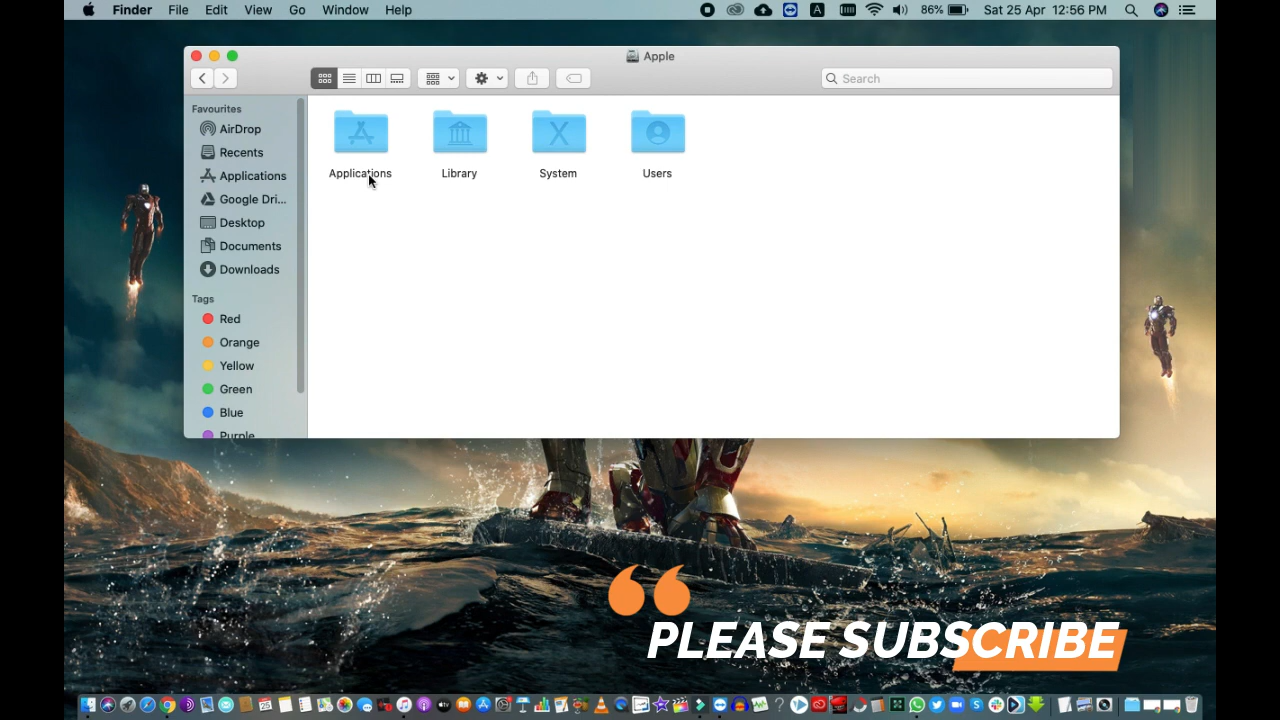 Finder File Edit View Go Window Help 86% Sat 25 Apr 12:56 PM
Apple
Search
Favourites
AirDrop
Recents
Applications
Google Dri...
Desktop
Documents
Downloads
Tags
Red
Orange
Yellow
Green
Blue
Purple
Applications Library System Users
PLEASE SUBSCRIBE